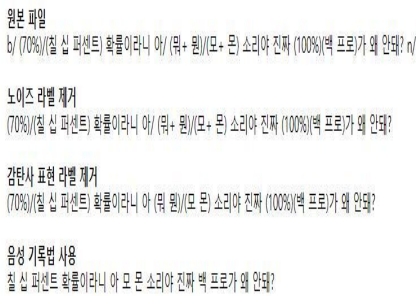 원본 파일
b/ (70%)/(칠 십 퍼센트) 확률이라니 아/ (뭐+ 뭔)/(모+ 몬) 소리야 진짜 (100%)(백 프로)가 왜 안돼? n/
노이즈 라벨 제거
(70%)/(칠 십 퍼센트) 확률이라니 아/ (뭐+ 뭔)/(모+ 몬) 소리야 진짜 (100%)(백 프로)가 왜 안돼?
감탄사 표현 라벨 제거
(70%)/(칠 십 퍼센트) 확률이라니 아 (뭐 뭔)/(모 몬) 소리야 진짜 (100%)(백 프로)가 왜 안돼?
음성 기록법 사용
칠 십 퍼센트 확률이라니 아 모 몬 소리야 진짜 백 프로가 왜 안돼?